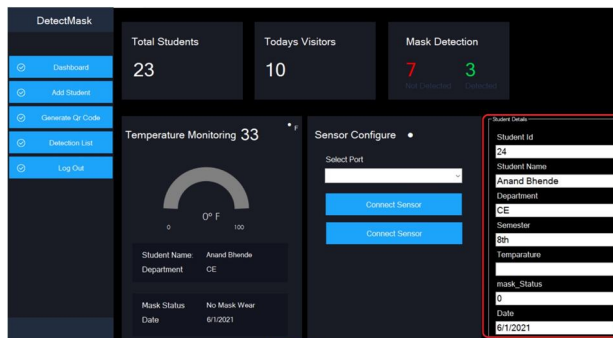 DetectMask
Dashboard
Add Student
Generate Qr Code
Detection List
Log Out
Total Students
23
Todays Visitors
10
Mask Detection
7
3
Not Detected
Detected
Temperature Monitoring 33
° F
0° F
0
100
Student Name: Anand Bhende
Department CE
Mask Status No Mask Wear
Date 6/1/2021
Sensor Configure
Select Port
Connect Sensor
Connect Sensor
Student Details
Student Id
24
Student Name
Anand Bhende
Department
CE
Semester
8th
Temparature
mask_Status
0
Date
6/1/2021